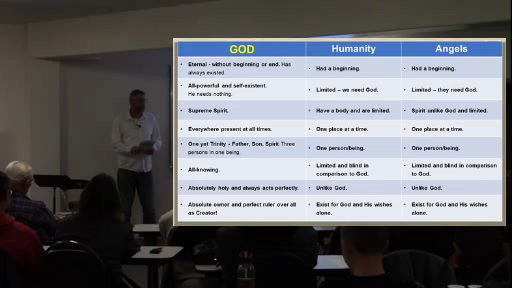 GOD Humanity Angels
• Eternal - without beginning or end. Has always existed. • Had a beginning. • Had a beginning.
• All-powerful and self-existent. He needs nothing. • Limited – we need God. • Limited – they need God.
• Supreme Spirit. • Have a body and are limited. • Spirit unlike God and limited.
• Everywhere present at all times. • One place at a time. • One place at a time.
• One yet Trinity - Father, Son, Spirit Three persons in one being. • One person/being. • One person/being.
• All-knowing. • Limited and blind in comparison to God. • Limited and blind in comparison to God.
• Absolutely holy and always acts perfectly. • Unlike God. • Unlike God.
• Absolute owner and perfect ruler over all as Creator! • Exist for God and His wishes alone. • Exist for God and His wishes alone.